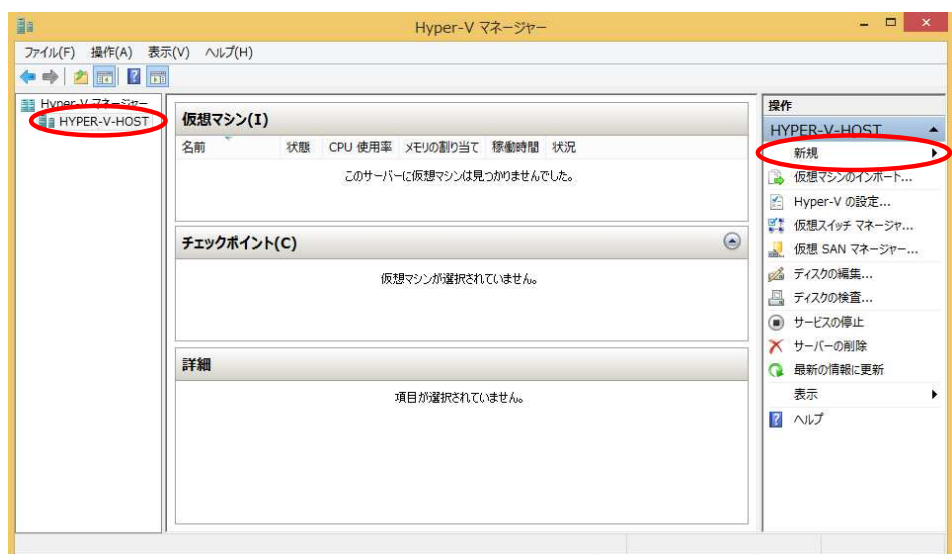 Hyper-V マネージャー
ファイル(F) 操作(A) 表示(V) ヘルプ(H)
Hyper-V マネージャー
HYPER-V-HOST
仮想マシン(I)
名前 状態 CPU 使用率 メモリの割り当て 稼働時間 状況
このサーバーに仮想マシンは見つかりませんでした。
チェックポイント(C)
仮想マシンが選択されていません。
詳細
項目が選択されていません。
操作
HYPER-V-HOST
新規
仮想マシンのインポート...
Hyper-V の設定...
仮想スイッチ マネージャ...
仮想 SAN マネージャー...
ディスクの編集...
ディスクの検査...
サービスの停止
サーバーの削除
最新の情報に更新
表示
ヘルプ